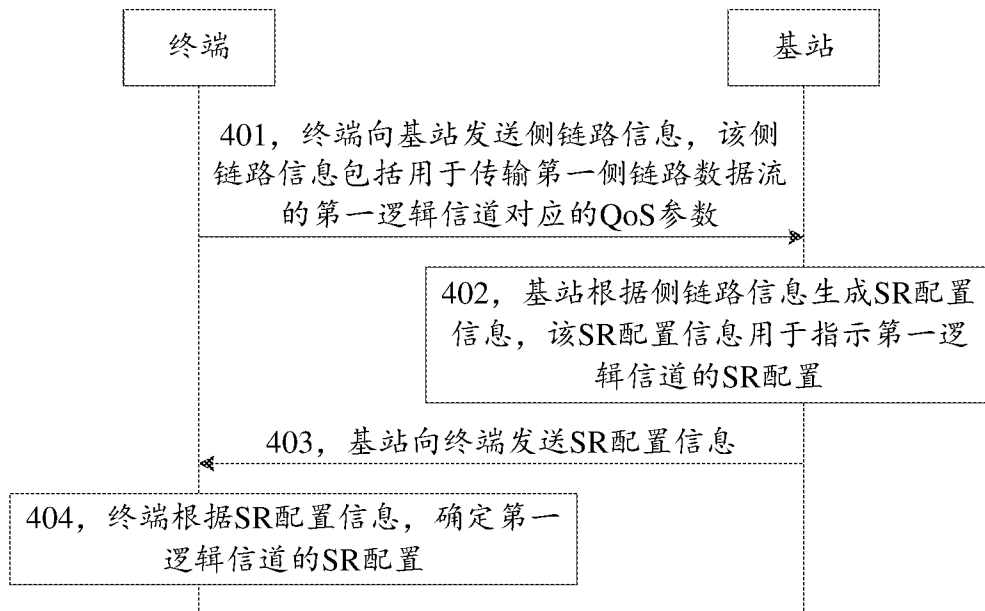 终端
基站
401，终端向基站发送侧链路信息，该侧
链路信息包括用于传输第一侧链路数据流
的第一逻辑信道对应的QoS参数
402，基站根据侧链路信息生成SR配置
信息，该SR配置信息用于指示第一逻
辑信道的SR配置
403，基站向终端发送SR配置信息
404，终端根据SR配置信息，确定第一
逻辑信道的SR配置